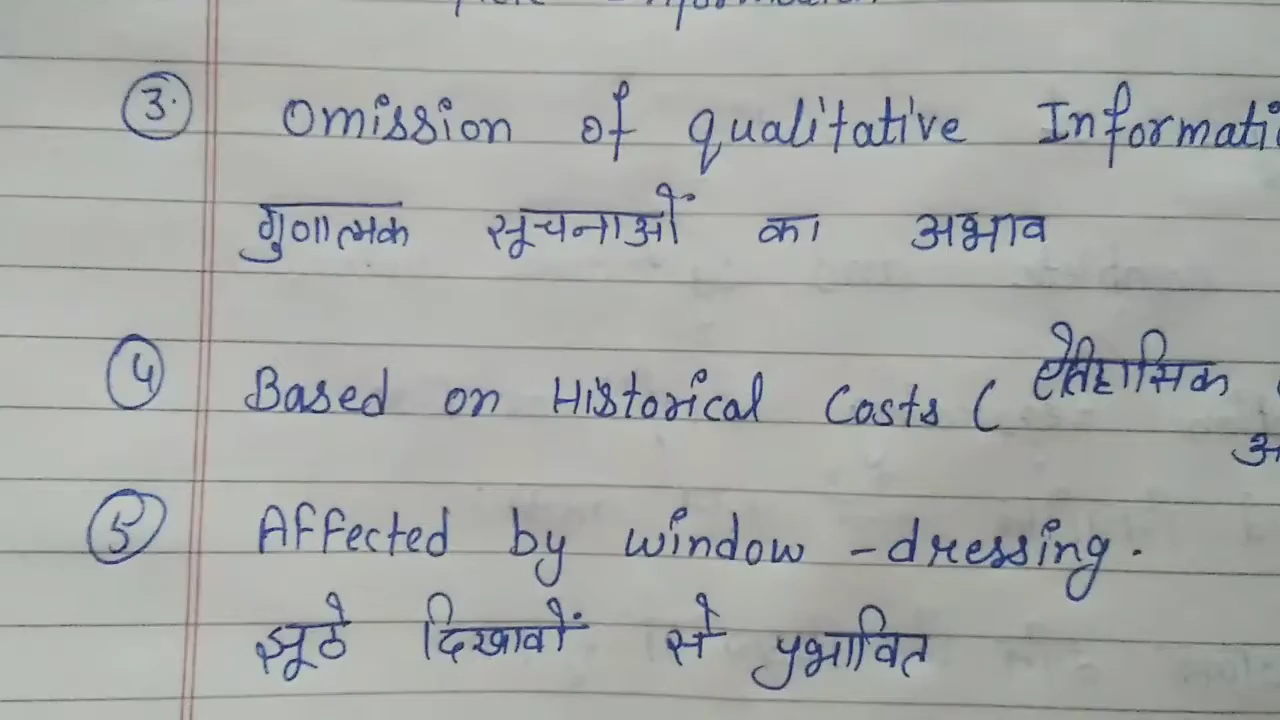 3. Omission of qualitative Informati
गुणात्मक सूचनाओं का अभाव
4 Based on Historical Costs ( ऐतिहासिक
5 Affected by window - dressing.
झूठे दिखावों से प्रभावित